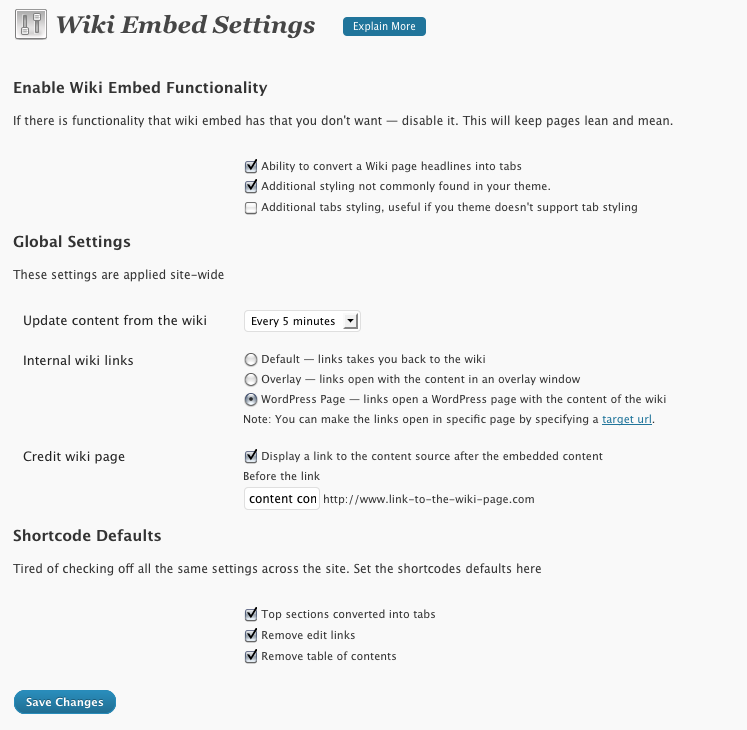 Wiki Embed Settings Explain More
Enable Wiki Embed Functionality
If there is functionality that wiki embed has that you don't want — disable it. This will keep pages lean and mean.
Ability to convert a Wiki page headlines into tabs
Additional styling not commonly found in your theme.
Additional tabs styling, useful if you theme doesn't support tab styling
Global Settings
These settings are applied site-wide
Update content from the wiki Every 5 minutes
Internal wiki links Default — links takes you back to the wiki
Overlay — links open with the content in an overlay window
WordPress Page — links open a WordPress page with the content of the wiki
Note: You can make the links open in specific page by specifying a target url.
Credit wiki page Display a link to the content source after the embedded content
Before the link
content con http://www.link-to-the-wiki-page.com
Shortcode Defaults
Tired of checking off all the same settings across the site. Set the shortcodes defaults here
Top sections converted into tabs
Remove edit links
Remove table of contents
Save Changes